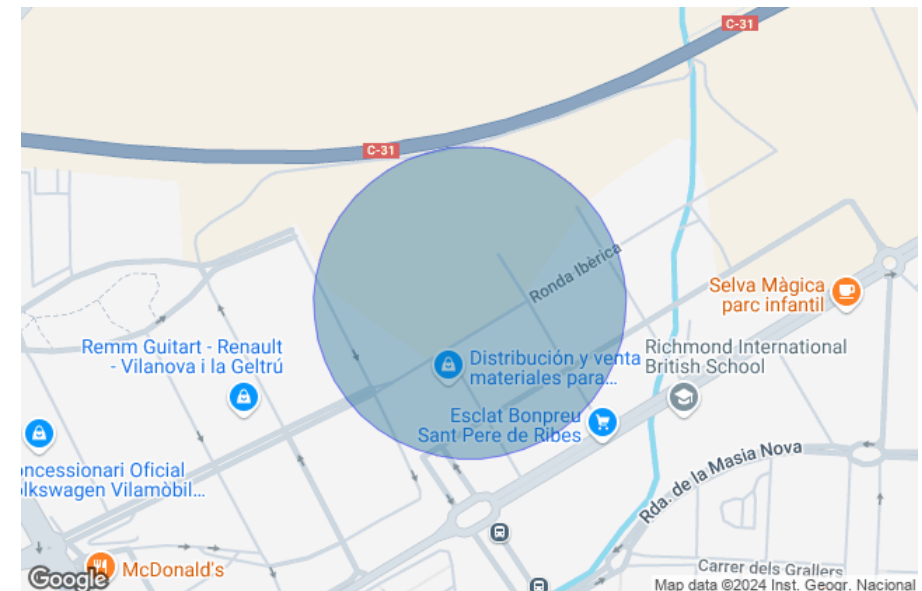 C-31
C-31
Ronda Ibèrica
Selva Màgica
parc infantil
Remm Guitart - Renault
- Vilanova i la Geltrú
Distribución y venta
materiales para...
Richmond International
British School
Esclat Bonpreu
Sant Pere de Ribes
oncessionari Oficial
lkswagen Vilamòbil...
Rda. de la Masia Nova
McDonald's
Carrer dels Grallers
Google
Map data ©2024 Inst. Geogr. Nacional